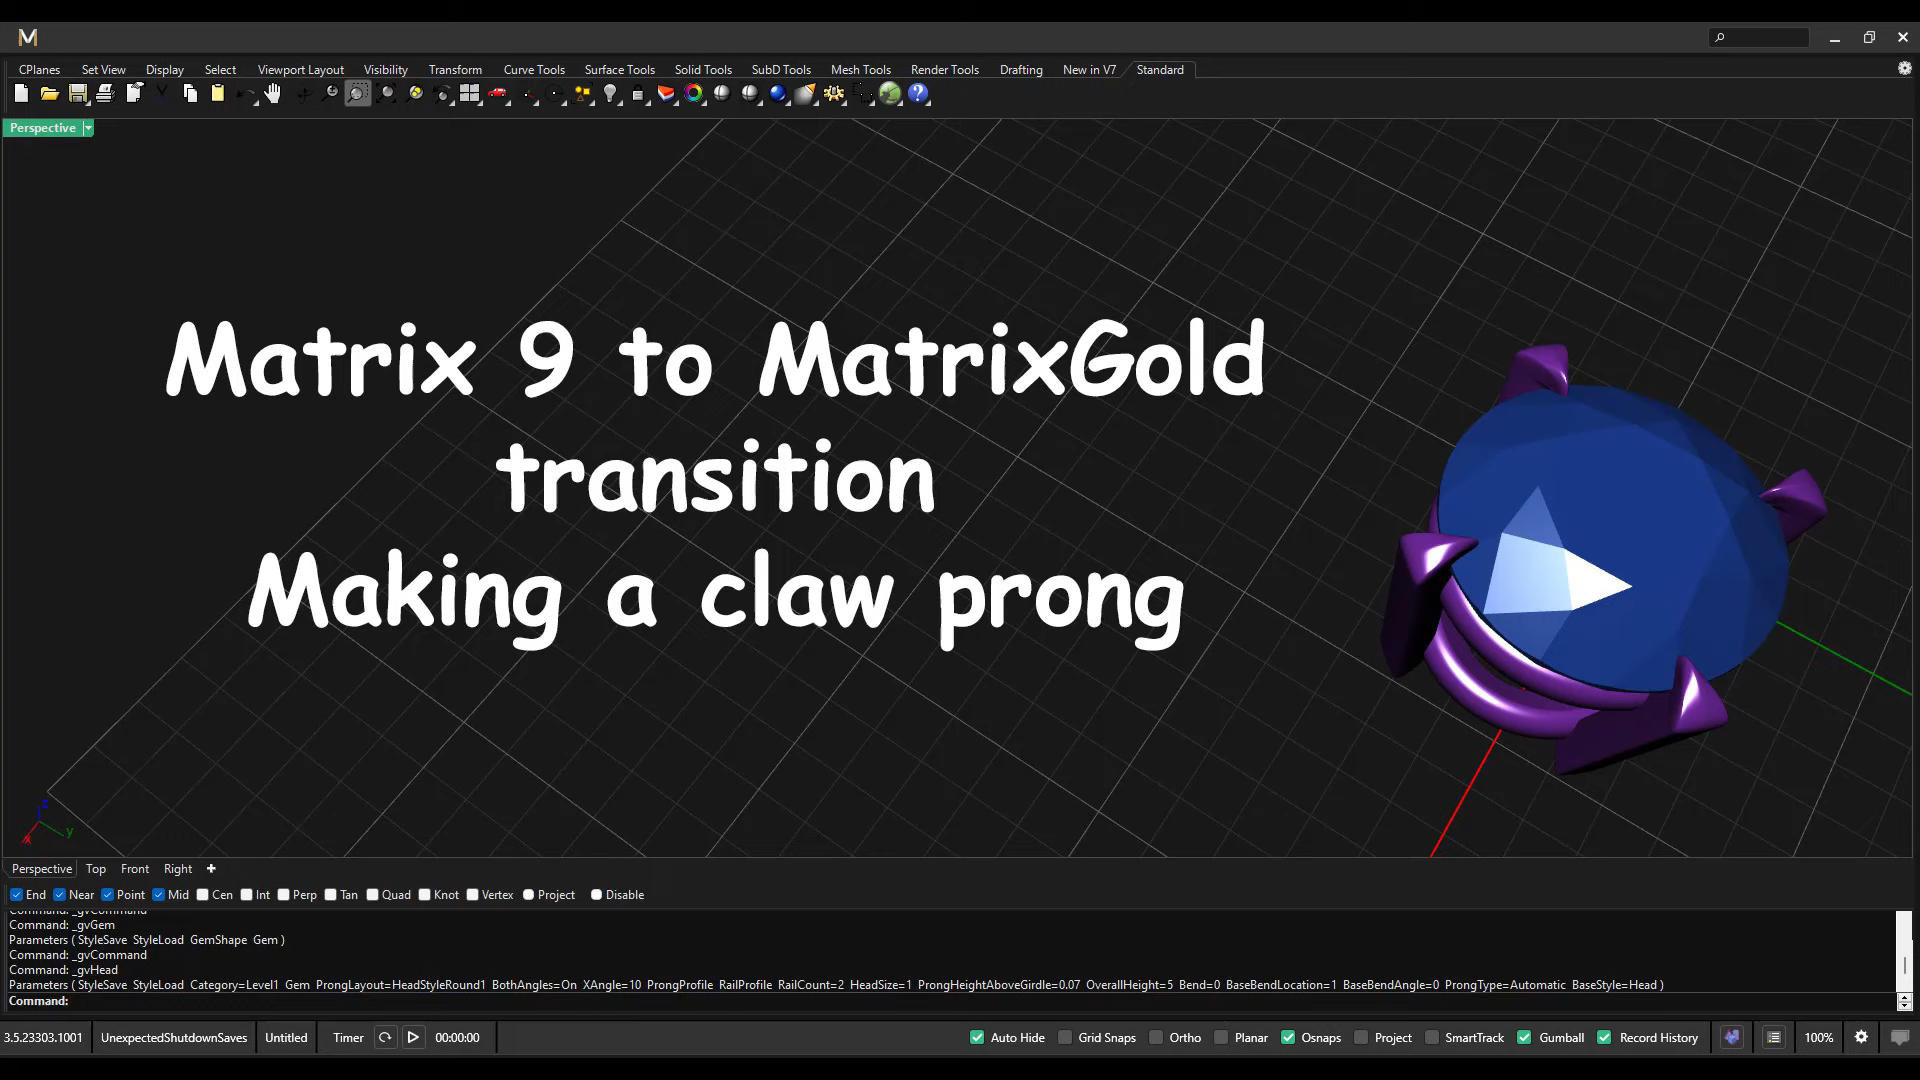 M
CPlanes Set View Display Select Viewport Layout Visibility Transform Curve Tools Surface Tools Solid Tools SubD Tools Mesh Tools Render Tools Drafting New in V7 Standard
Perspective
Matrix 9 to MatrixGold
transition
Making a claw prong
z
x y
Perspective Top Front Right
End Near Point Mid Cen Int Perp Tan Quad Knot Vertex Project Disable
Command: _gvCommand
Command: _gvGem
Parameters ( StyleSave StyleLoad GemShape Gem )
Command: _gvCommand
Command: _gvHead
Parameters ( StyleSave StyleLoad Category=Level1 Gem ProngLayout=HeadStyleRound1 BothAngles=On XAngle=10 ProngProfile RailProfile RailCount=2 HeadSize=1 ProngHeightAboveGirdle=0.07 OverallHeight=5 Bend=0 BaseBendLocation=1 BaseBendAngle=0 ProngType=Automatic BaseStyle=Head )
Command:
3.5.23303.1001 UnexpectedShutdownSaves Untitled Timer 00:00:00 Auto Hide Grid Snaps Ortho Planar Osnaps Project SmartTrack Gumball Record History 100%